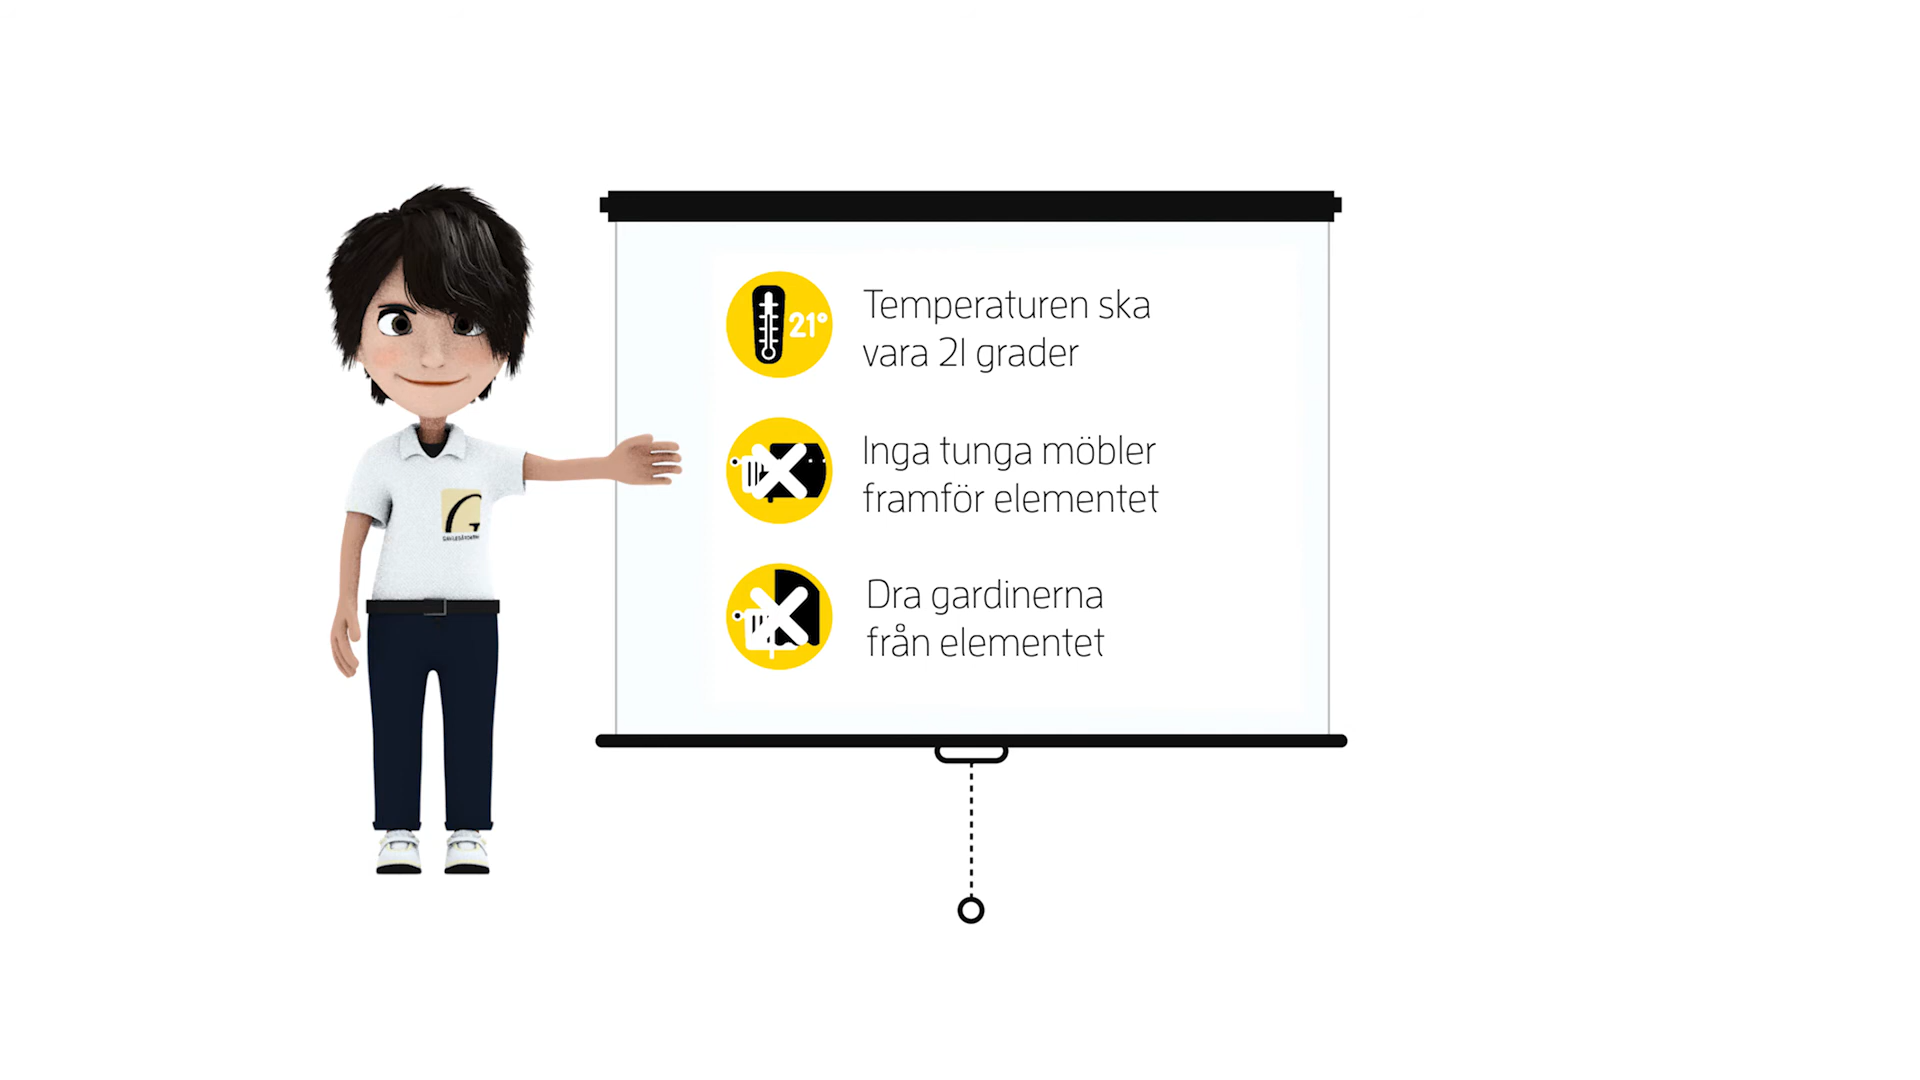 21°
Temperaturen ska
vara 21 grader
Inga tunga möbler
framför elementet
Dra gardinerna
från elementet